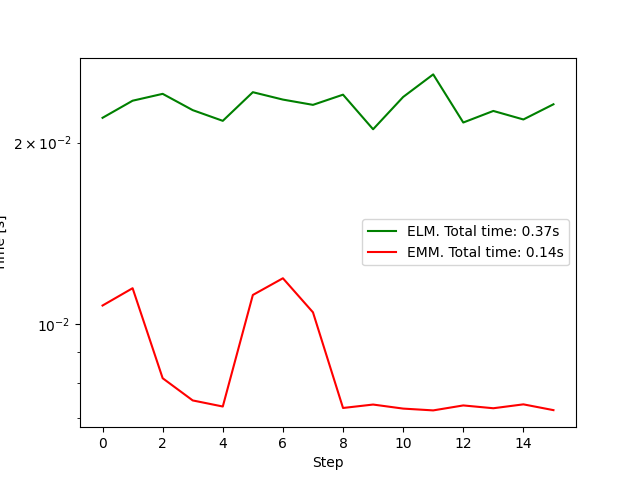 2 × 10⁻²
10⁻²
Time [s]
ELM. Total time: 0.37s
EMM. Total time: 0.14s
0 2 4 6 8 10 12 14
Step